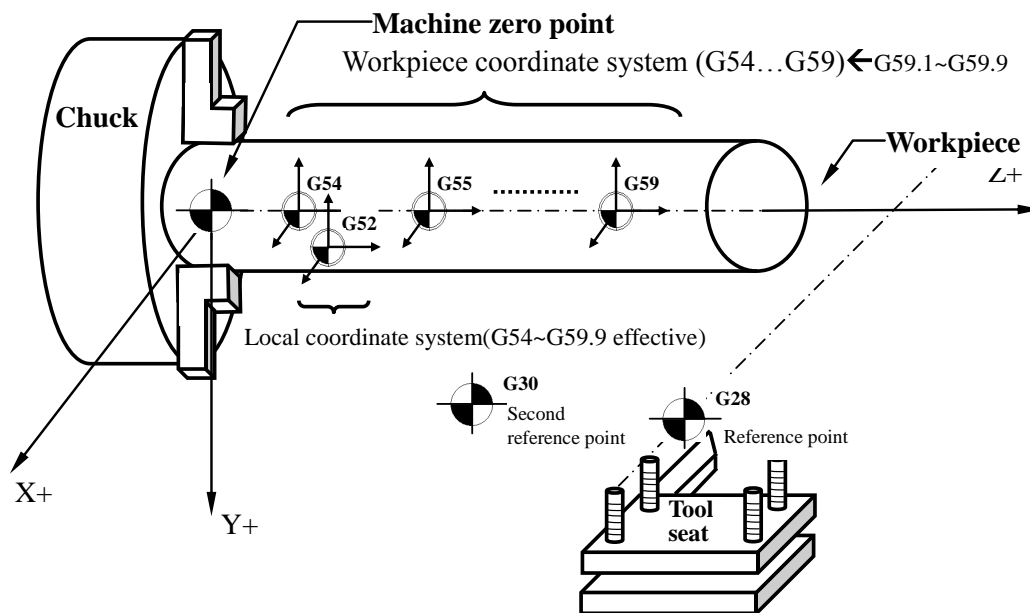 Machine zero point
Workpiece coordinate system (G54…G59)←G59.1~G59.9
Chuck
Workpiece
Z+
G54
G55
G59
G52
Local coordinate system(G54~G59.9 effective)
G30
Second
reference point
G28
Reference point
X+
Y+
Tool
seat